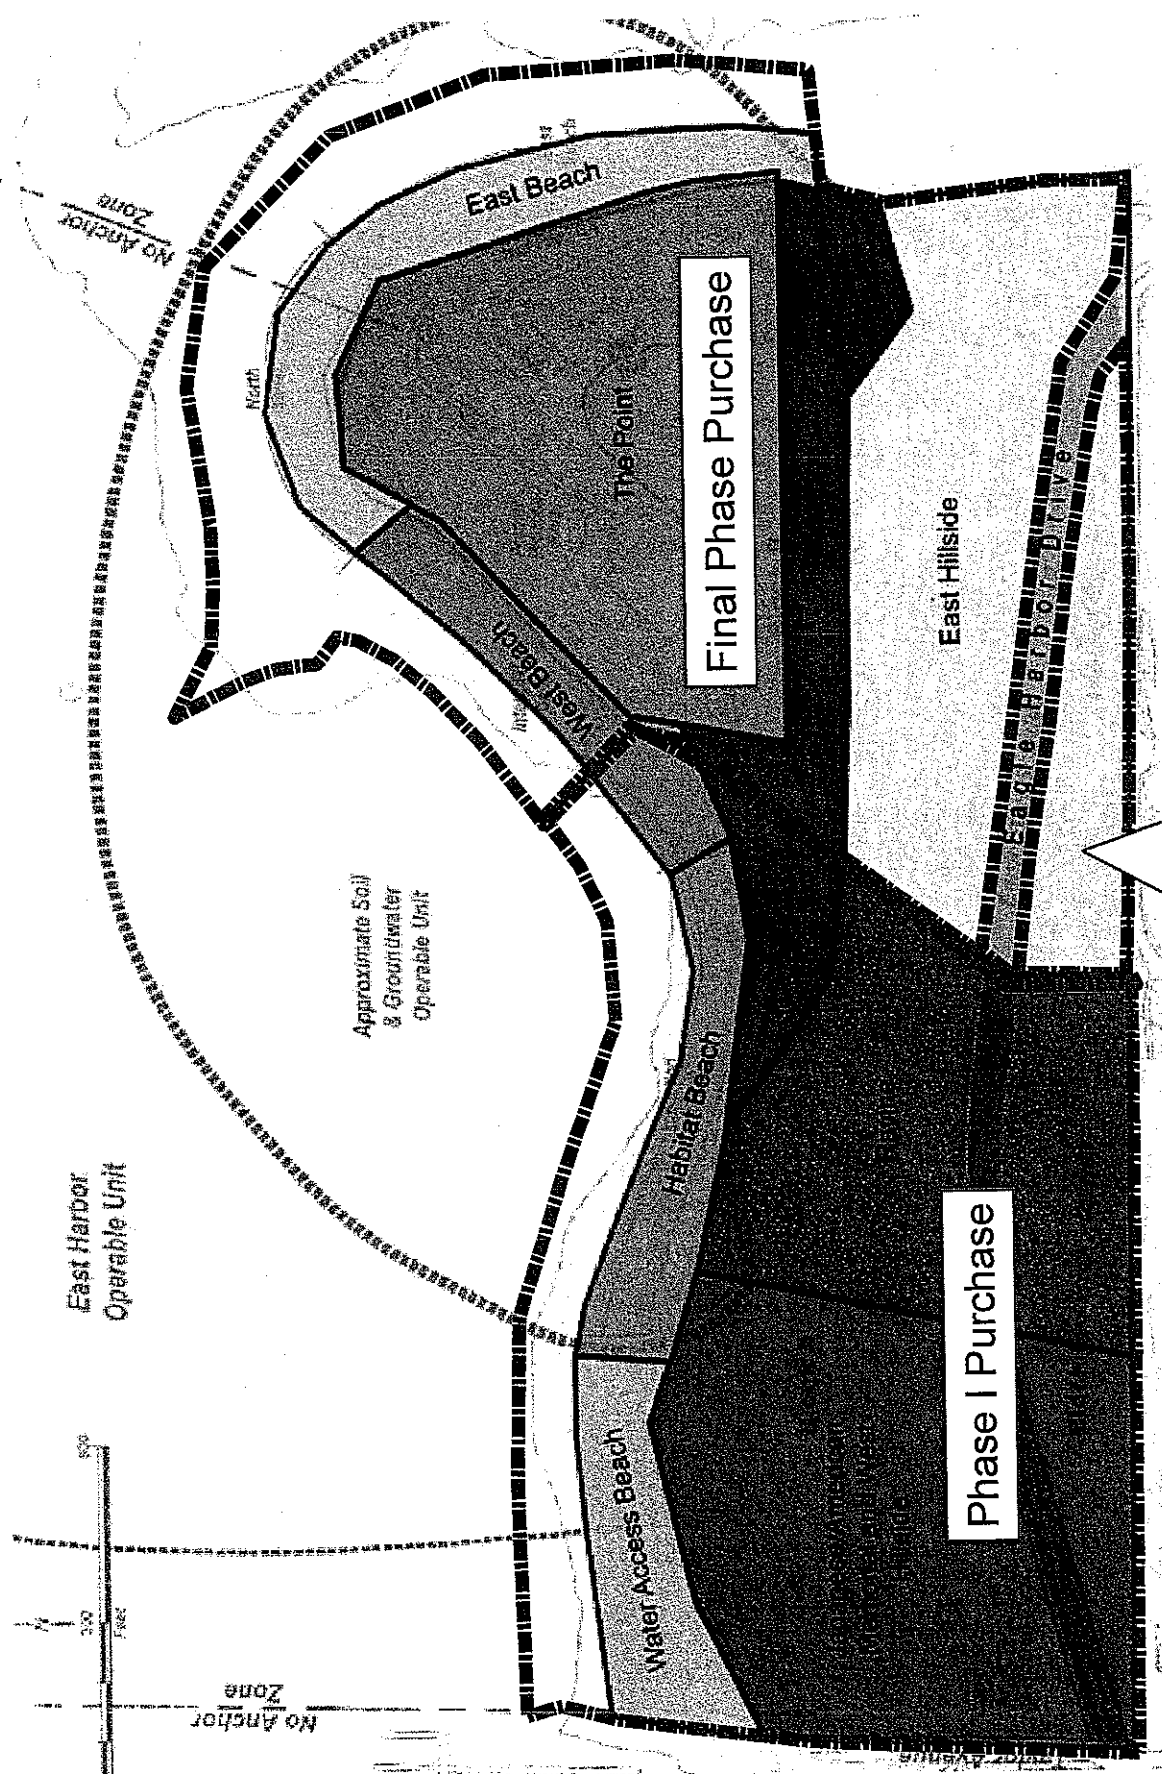 East Harbor
Operable Unit
No Anchor
Zone
No Anchor
Zone
Approximate Soil
& Groundwater
Operable Unit
North
East Beach
West Beach
The Point
Final Phase Purchase
Habitat Beach
Water Access Beach
East Hillside
Eagle Harbor Drive
Phase I Purchase
Feet